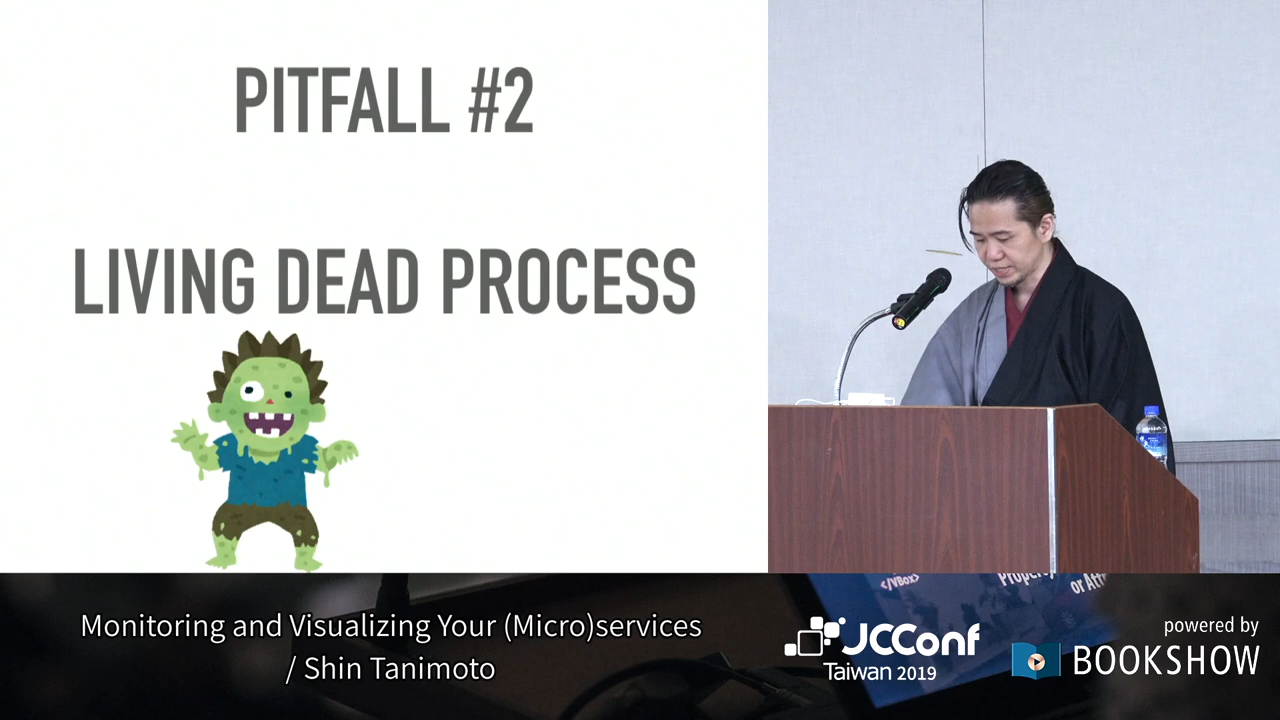 PITFALL #2
LIVING DEAD PROCESS
Monitoring and Visualizing Your (Micro)services
/ Shin Tanimoto
JCConf
Taiwan 2019
powered by
BOOKSHOW
</VBox>